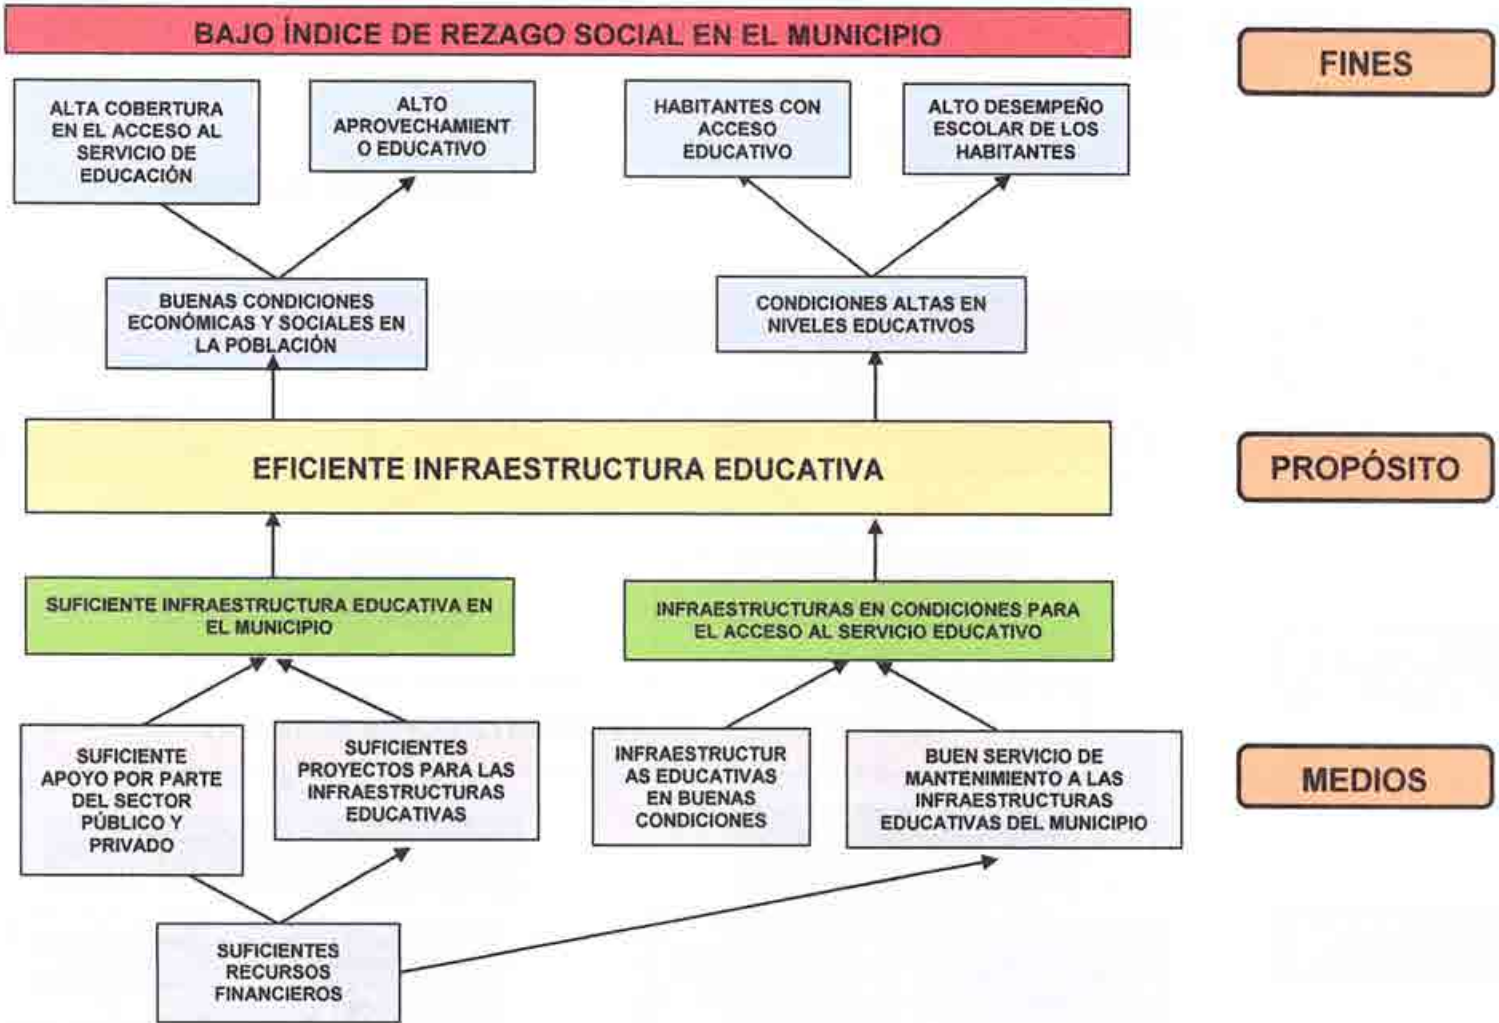 BAJO ÍNDICE DE REZAGO SOCIAL EN EL MUNICIPIO
FINES
ALTA COBERTURA
EN EL ACCESO AL
SERVICIO DE
EDUCACIÓN
ALTO
APROVECHAMIENT
O EDUCATIVO
HABITANTES CON
ACCESO
EDUCATIVO
ALTO DESEMPEÑO
ESCOLAR DE LOS
HABITANTES
BUENAS CONDICIONES
ECONÓMICAS Y SOCIALES EN
LA POBLACIÓN
CONDICIONES ALTAS EN
NIVELES EDUCATIVOS
EFICIENTE INFRAESTRUCTURA EDUCATIVA
PROPÓSITO
SUFICIENTE INFRAESTRUCTURA EDUCATIVA EN
EL MUNICIPIO
INFRAESTRUCTURAS EN CONDICIONES PARA
EL ACCESO AL SERVICIO EDUCATIVO
SUFICIENTE
APOYO POR PARTE
DEL SECTOR
PÚBLICO Y
PRIVADO
SUFICIENTES
PROYECTOS PARA LAS
INFRAESTRUCTURAS
EDUCATIVAS
INFRAESTRUCTUR
AS EDUCATIVAS
EN BUENAS
CONDICIONES
BUEN SERVICIO DE
MANTENIMIENTO A LAS
INFRAESTRUCTURAS
EDUCATIVAS DEL MUNICIPIO
MEDIOS
SUFICIENTES
RECURSOS
FINANCIEROS